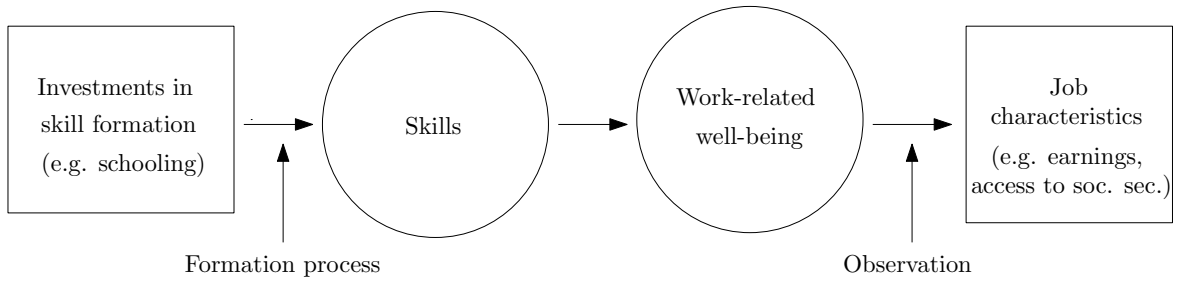 Investments in
skill formation
(e.g. schooling)
Skills
Work-related
well-being
Job
characteristics
(e.g. earnings,
access to soc. sec.)
Formation process
Observation